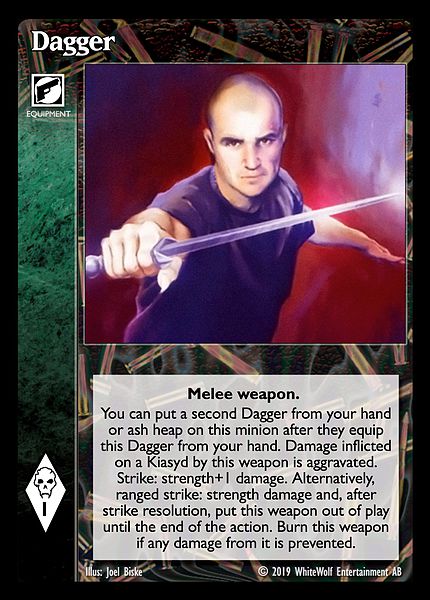 Dagger
EQUIPMENT
Melee weapon.
You can put a second Dagger from your hand
or ash heap on this minion after they equip
this Dagger from your hand. Damage inflicted
on a Kiasyd by this weapon is aggravated.
Strike: strength+1 damage. Alternatively,
ranged strike: strength damage and, after
strike resolution, put this weapon out of play
until the end of the action. Burn this weapon
if any damage from it is prevented.
1
Illus: Joel Biske © 2019 WhiteWolf Entertainment AB